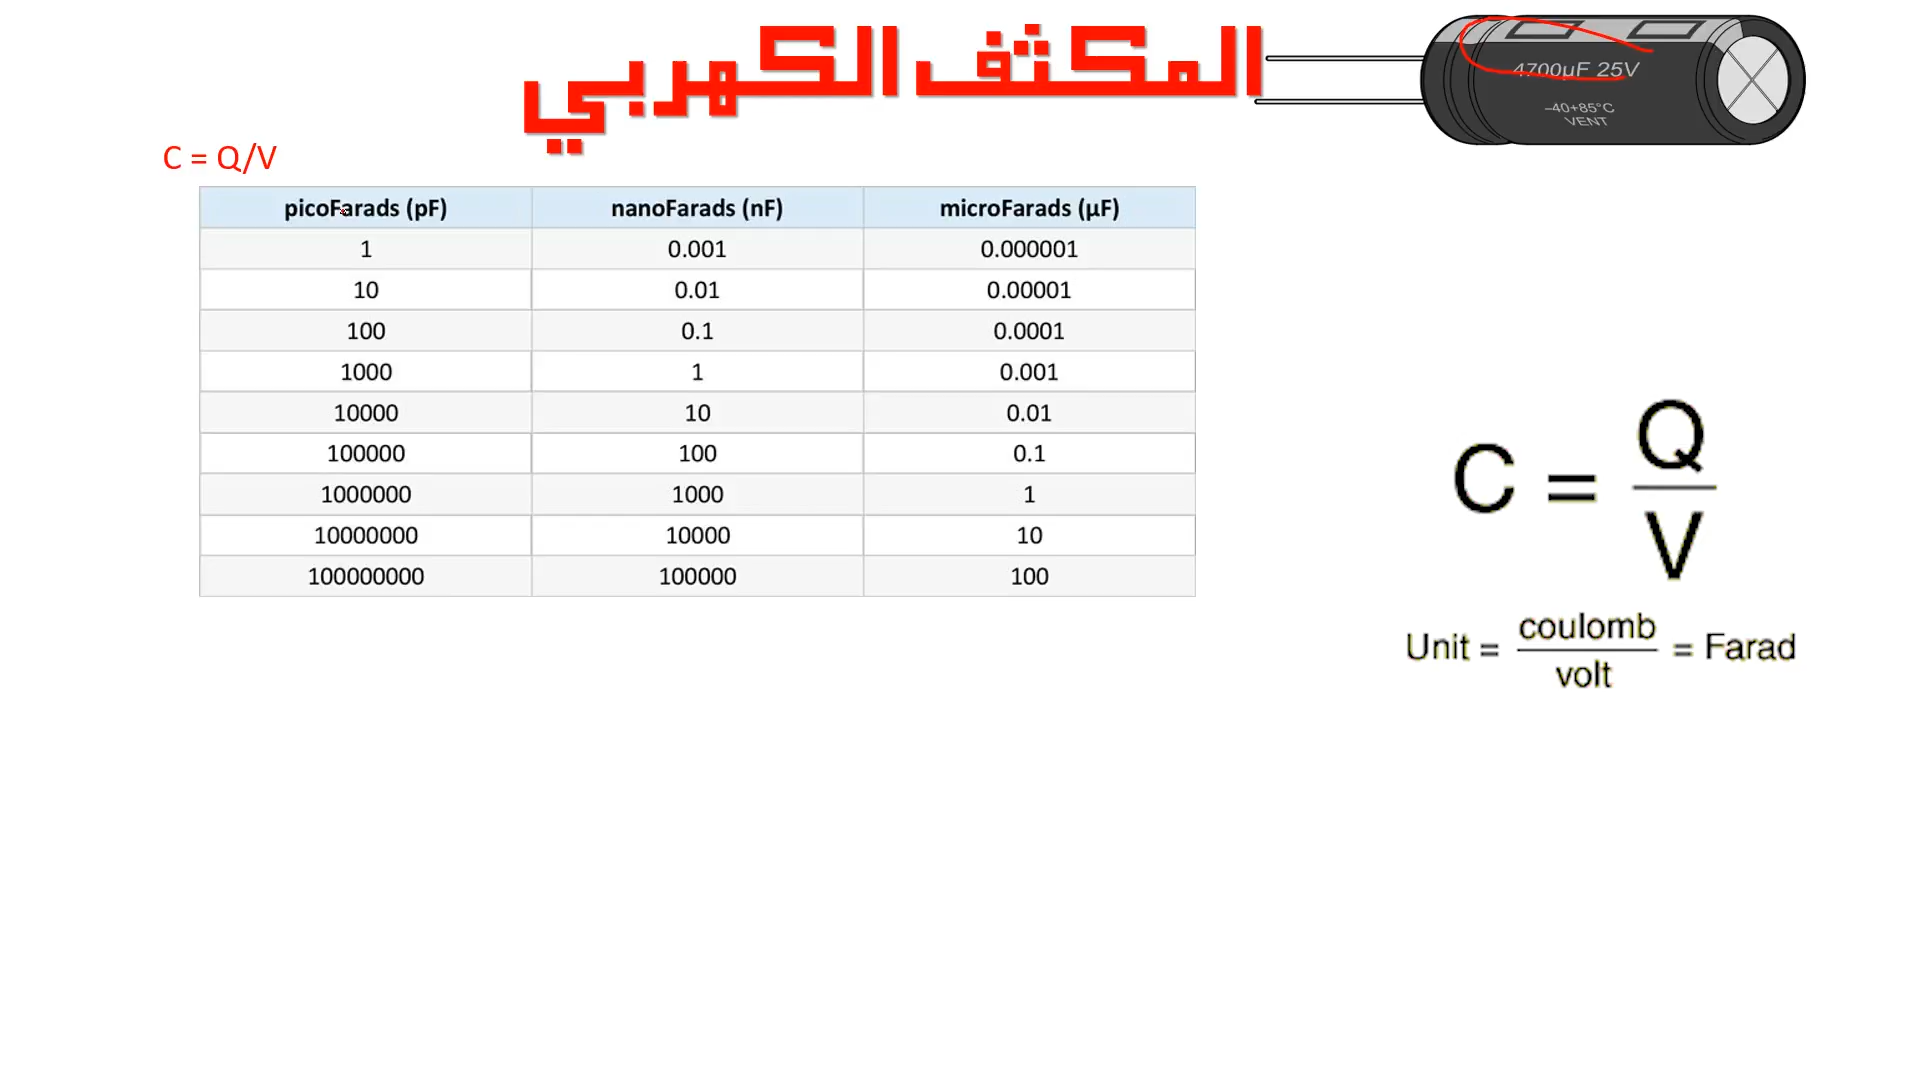 المكثف الكهربي
4700µF 25V
–40+85°C
VENT
C = Q/V
picoFarads (pF) nanoFarads (nF) microFarads (µF)
1 0.001 0.000001
10 0.01 0.00001
100 0.1 0.0001
1000 1 0.001
10000 10 0.01
100000 100 0.1
1000000 1000 1
10000000 10000 10
100000000 100000 100
C = Q
V
Unit = coulomb = Farad
volt